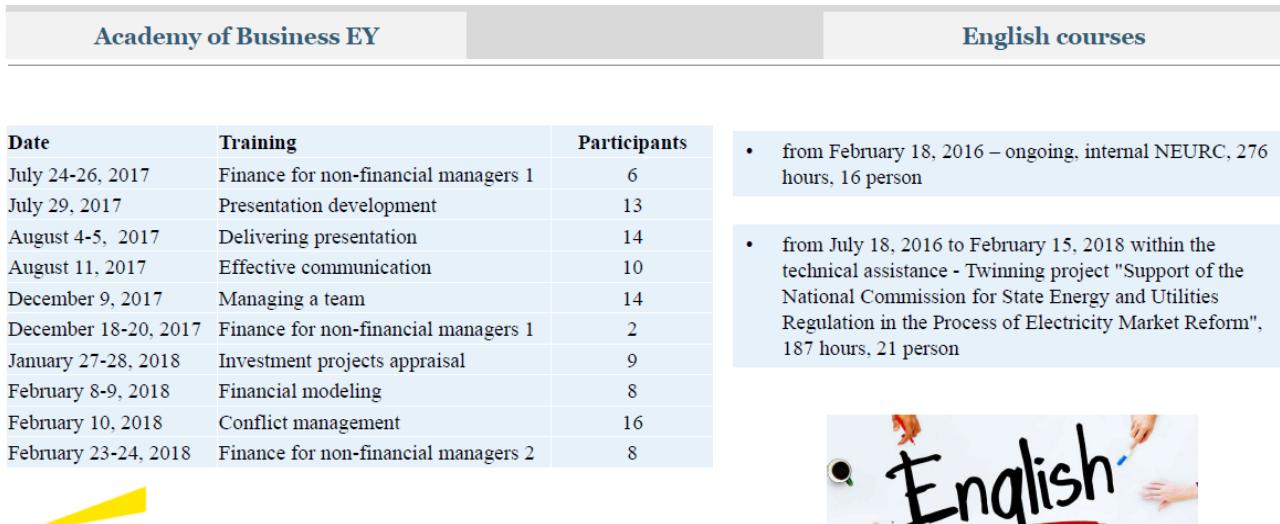 Academy of Business EY
English courses
Date Training Participants
July 24-26, 2017 Finance for non-financial managers 1 6
July 29, 2017 Presentation development 13
August 4-5, 2017 Delivering presentation 14
August 11, 2017 Effective communication 10
December 9, 2017 Managing a team 14
December 18-20, 2017 Finance for non-financial managers 1 2
January 27-28, 2018 Investment projects appraisal 9
February 8-9, 2018 Financial modeling 8
February 10, 2018 Conflict management 16
February 23-24, 2018 Finance for non-financial managers 2 8
• from February 18, 2016 – ongoing, internal NEURC, 276
hours, 16 person
• from July 18, 2016 to February 15, 2018 within the
technical assistance - Twinning project "Support of the
National Commission for State Energy and Utilities
Regulation in the Process of Electricity Market Reform",
187 hours, 21 person
English